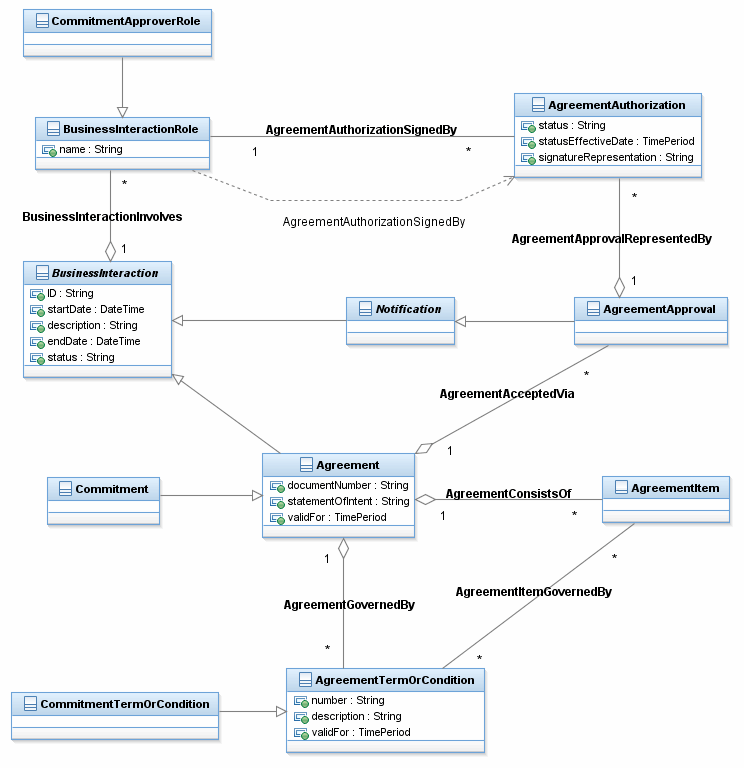 CommitmentApproverRole
BusinessInteractionRole
name : String
AgreementAuthorizationSignedBy
1
*
AgreementAuthorization
status : String
statusEffectiveDate : TimePeriod
signatureRepresentation : String
*
BusinessInteractionInvolves
1
AgreementAuthorizationSignedBy
*
AgreementApprovalRepresentedBy
1
BusinessInteraction
ID : String
startDate : DateTime
description : String
endDate : DateTime
status : String
Notification
AgreementApproval
*
AgreementAcceptedVia
1
Agreement
documentNumber : String
statementOfIntent : String
validFor : TimePeriod
Commitment
AgreementConsistsOf
1
*
AgreementItem
1
AgreementGovernedBy
*
*
AgreementItemGovernedBy
*
AgreementTermOrCondition
number : String
description : String
validFor : TimePeriod
CommitmentTermOrCondition